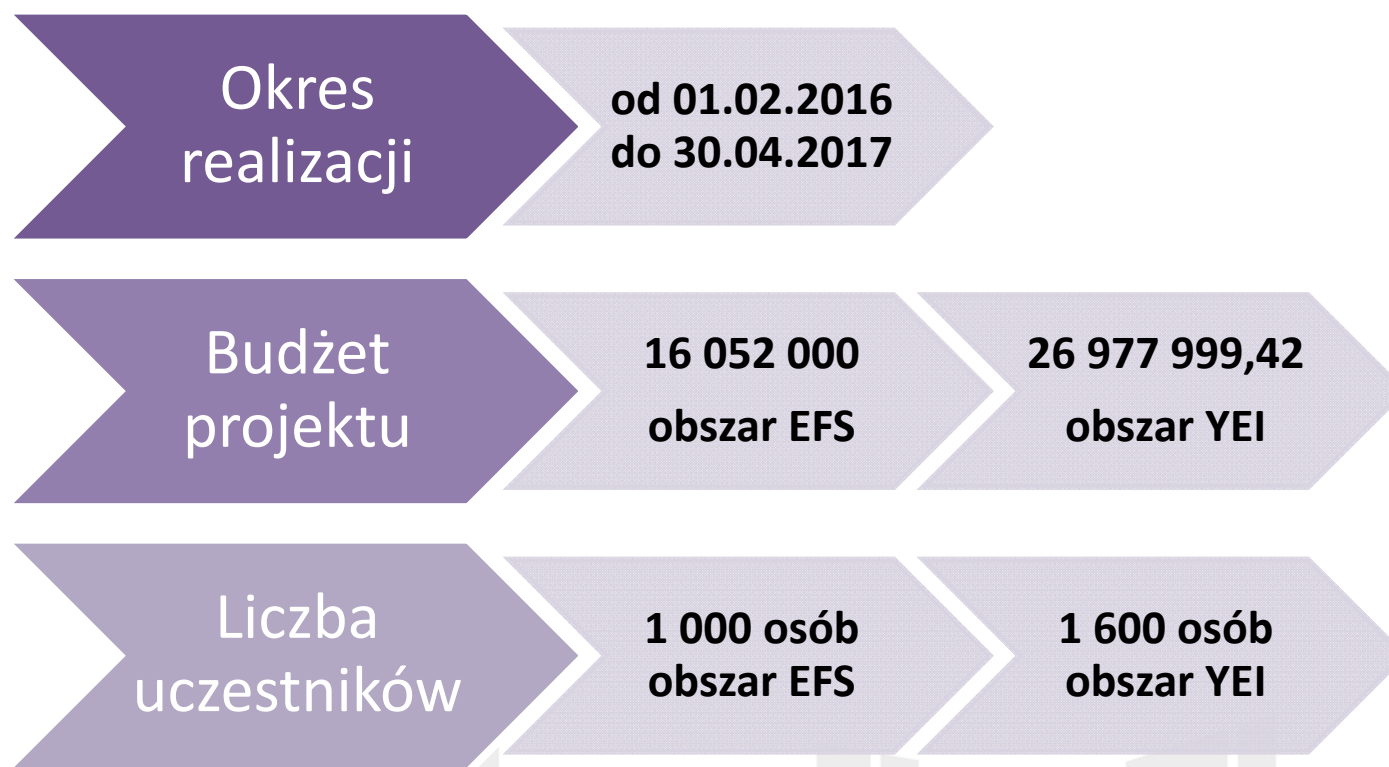 Okres
realizacji
od 01.02.2016
do 30.04.2017
Budżet
projektu
16 052 000
obszar EFS
26 977 999,42
obszar YEI
Liczba
uczestników
1 000 osób
obszar EFS
1 600 osób
obszar YEI